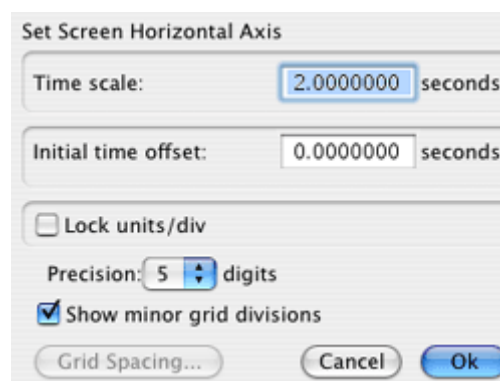 Set Screen Horizontal Axis
Time scale: 2.0000000 seconds
Initial time offset: 0.0000000 seconds
Lock units/div
Precision: 5 digits
Show minor grid divisions
Grid Spacing... Cancel Ok